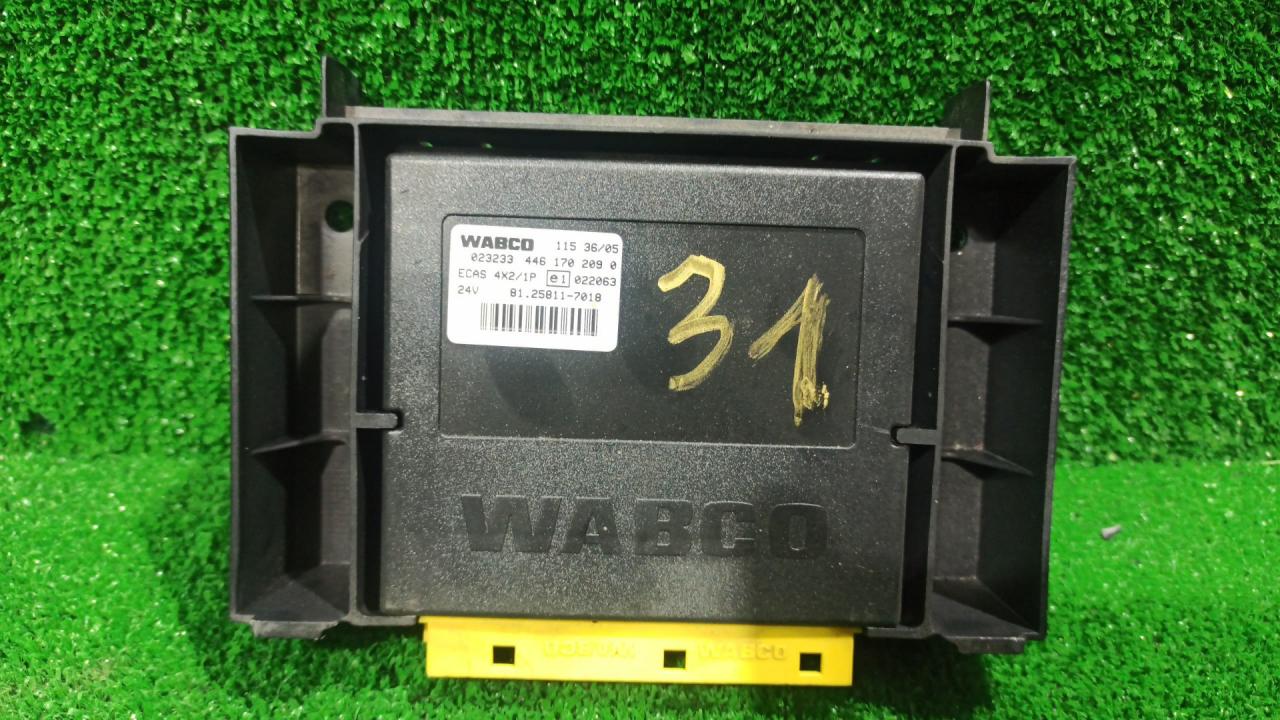 WABCO 115 36/05
023233 446 170 209 0
ECAS 4X2/1P e1 022063
24V 81.25811-7018
31
WABCO
WABCO WABCO